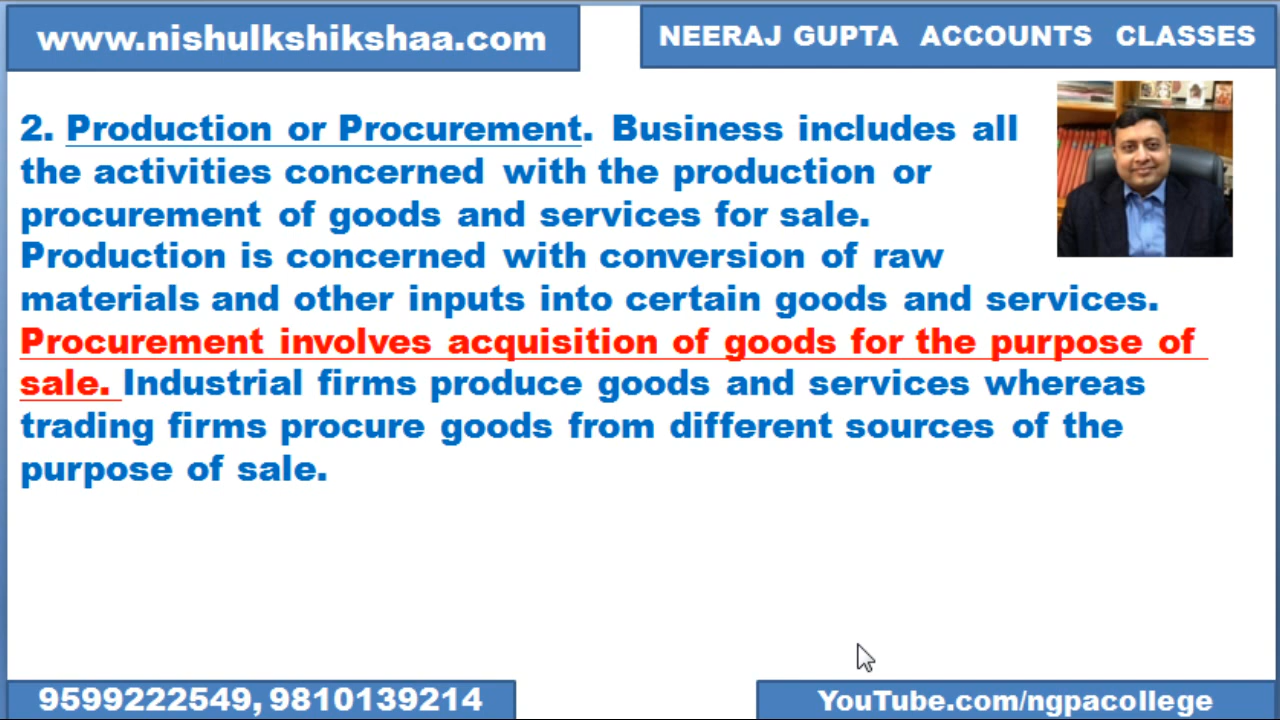 www.nishulkshikshaa.com
NEERAJ GUPTA ACCOUNTS CLASSES
2. Production or Procurement. Business includes all
the activities concerned with the production or
procurement of goods and services for sale.
Production is concerned with conversion of raw
materials and other inputs into certain goods and services.
Procurement involves acquisition of goods for the purpose of
sale. Industrial firms produce goods and services whereas
trading firms procure goods from different sources of the
purpose of sale.
9599222549, 9810139214
YouTube.com/ngpacollege